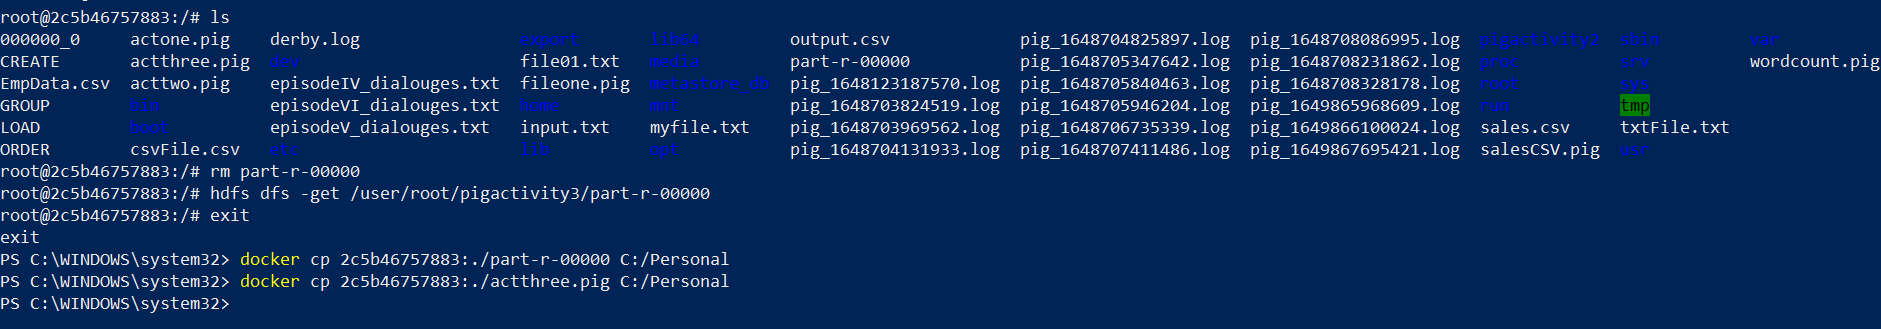 root@2c5b46757883:/# ls
000000_0 actone.pig derby.log export lib64 output.csv pig_1648704825897.log pig_1648708086995.log pigactivity2 sbin var
CREATE actthree.pig dev file01.txt media part-r-00000 pig_1648705347642.log pig_1648708231862.log proc srv wordcount.pig
EmpData.csv acttwo.pig episodeIV_dialouges.txt fileone.pig metastore_db pig_1648123187570.log pig_1648705840463.log pig_1648708328178.log root sys
GROUP bin episodeVI_dialouges.txt home mnt pig_1648703824519.log pig_1648705946204.log pig_1649865968609.log run tmp
LOAD boot episodeV_dialouges.txt input.txt myfile.txt pig_1648703969562.log pig_1648706735339.log pig_1649866100024.log sales.csv txtFile.txt
ORDER csvFile.csv etc lib opt pig_1648704131933.log pig_1648707411486.log pig_1649867695421.log salesCSV.pig usr
root@2c5b46757883:/# rm part-r-00000
root@2c5b46757883:/# hdfs dfs -get /user/root/pigactivity3/part-r-00000
root@2c5b46757883:/# exit
exit
PS C:\WINDOWS\system32> docker cp 2c5b46757883:./part-r-00000 C:/Personal
PS C:\WINDOWS\system32> docker cp 2c5b46757883:./actthree.pig C:/Personal
PS C:\WINDOWS\system32>